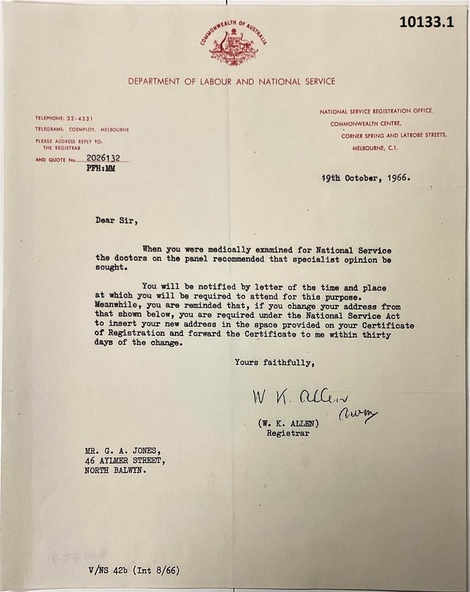 10133.1
COMMONWEALTH OF AUSTRALIA
DEPARTMENT OF LABOUR AND NATIONAL SERVICE
TELEPHONE: 32-4331
TELEGRAMS: COEMPLOY, MELBOURNE
PLEASE ADDRESS REPLY TO:
THE REGISTRAR
AND QUOTE No. 2026132
PFH:MM
NATIONAL SERVICE REGISTRATION OFFICE,
COMMONWEALTH CENTRE,
CORNER SPRING AND LATROBE STREETS,
MELBOURNE, C.1.
19th October, 1966.
Dear Sir,
When you were medically examined for National Service
the doctors on the panel recommended that specialist opinion be
sought.
You will be notified by letter of the time and place
at which you will be required to attend for this purpose.
Meanwhile, you are reminded that, if you change your address from
that shown below, you are required under the National Service Act
to insert your new address in the space provided on your Certificate
of Registration and forward the Certificate to me within thirty
days of the change.
Yours faithfully,
W K. Allen
(W. K. ALLEN)
Registrar
MR. G. A. JONES,
46 AYLMER STREET,
NORTH BALWYN.
V/NS 42b (Int 8/66)